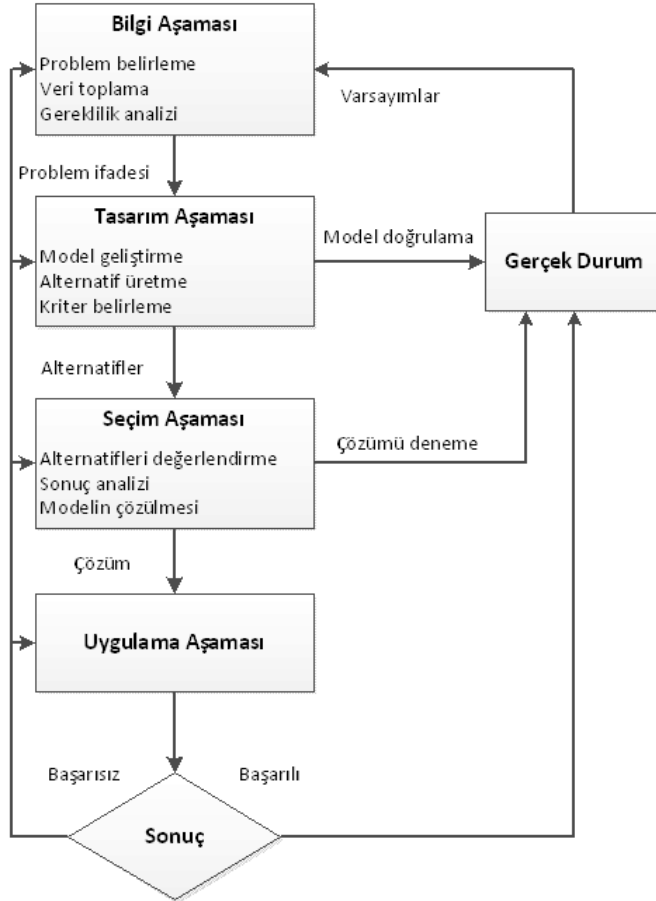 Bilgi Aşaması
Problem belirleme
Veri toplama
Gereklilik analizi
Varsayımlar
Problem ifadesi
Tasarım Aşaması
Model geliştirme
Alternatif üretme
Kriter belirleme
Model doğrulama
Gerçek Durum
Alternatifler
Seçim Aşaması
Alternatifleri değerlendirme
Sonuç analizi
Modelin çözülmesi
Çözümü deneme
Çözüm
Uygulama Aşaması
Başarısız
Başarılı
Sonuç